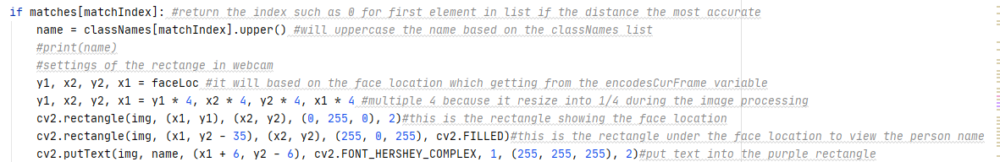 if matches[matchIndex]: #return the index such as 0 for first element in list if the distance the most accurate
name = classNames[matchIndex].upper() #will uppercase the name based on the classNames list
#print(name)
#settings of the rectange in webcam
y1, x2, y2, x1 = faceLoc #it will based on the face location which getting from the encodesCurFrame variable
y1, x2, y2, x1 = y1 * 4, x2 * 4, y2 * 4, x1 * 4 #multiple 4 because it resize into 1/4 during the image processing
cv2.rectangle(img, (x1, y1), (x2, y2), (0, 255, 0), 2)#this is the rectangle showing the face location
cv2.rectangle(img, (x1, y2 - 35), (x2, y2), (255, 0, 255), cv2.FILLED)#this is the rectangle under the face location to view the person name
cv2.putText(img, name, (x1 + 6, y2 - 6), cv2.FONT_HERSHEY_COMPLEX, 1, (255, 255, 255), 2)#put text into the purple rectangle